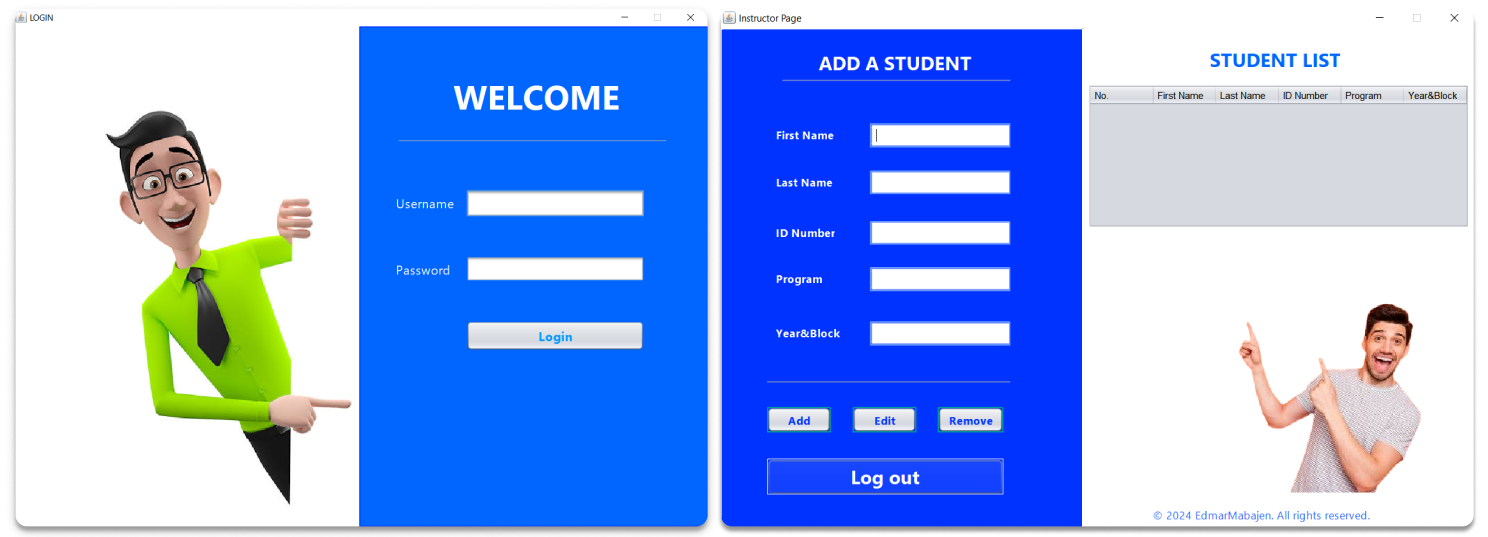 LOGIN
WELCOME
Username
Password
Login
Instructor Page
ADD A STUDENT
First Name
Last Name
ID Number
Program
Year&Block
Add Edit Remove
Log out
STUDENT LIST
No. First Name Last Name ID Number Program Year&Block
© 2024 EdmarMabajen. All rights reserved.